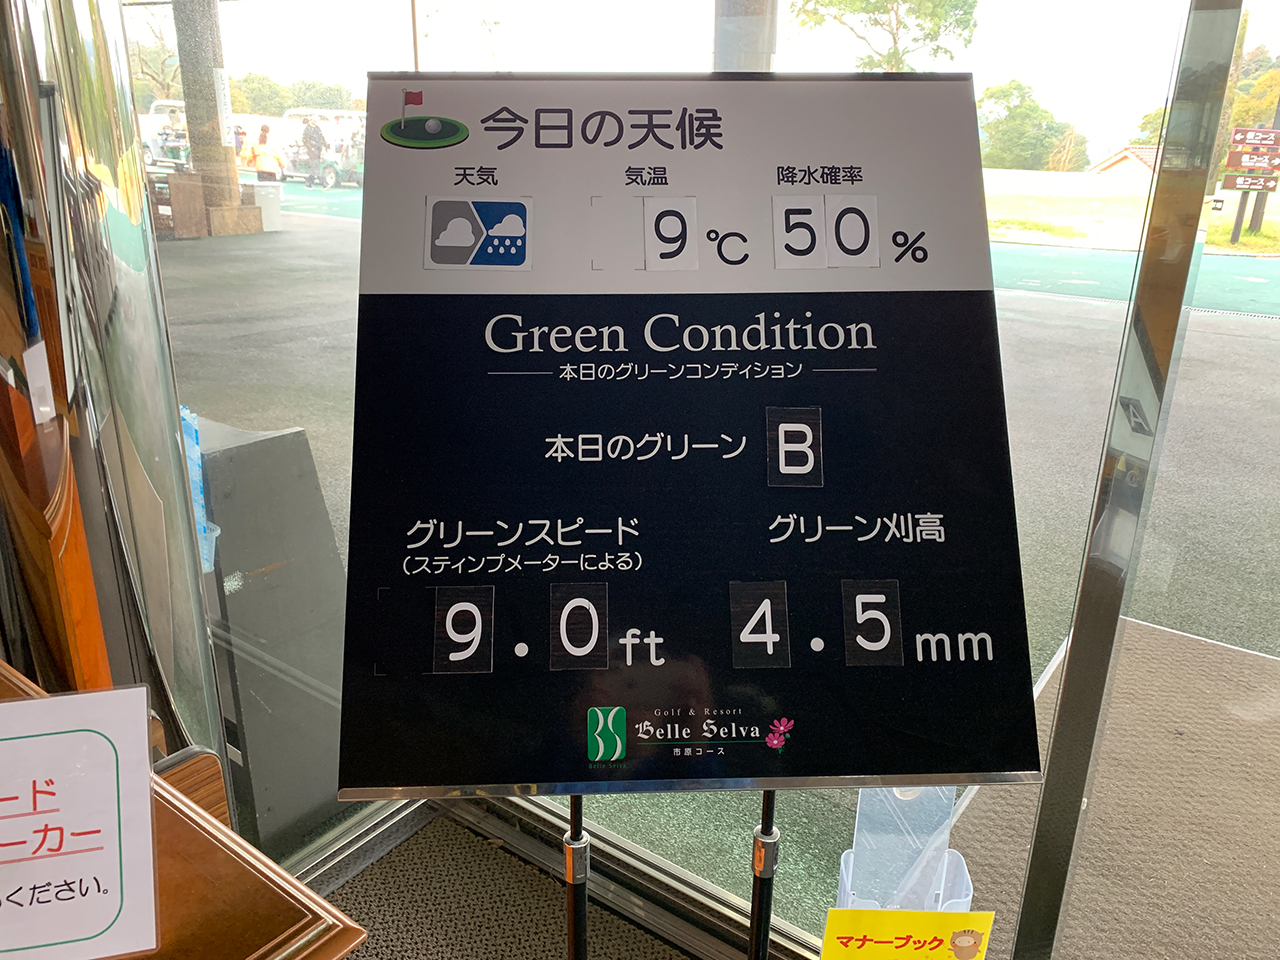 今日の天候
天気 気温 降水確率
9℃ 50%
Green Condition
本日のグリーンコンディション
本日のグリーン B
グリーンスピード グリーン刈高
(スティンプメーターによる)
9.0ft 4.5mm
Golf & Resort
Belle Selva
市原コース
Belle Selva
ード
ーカー
ください。
マナーブック